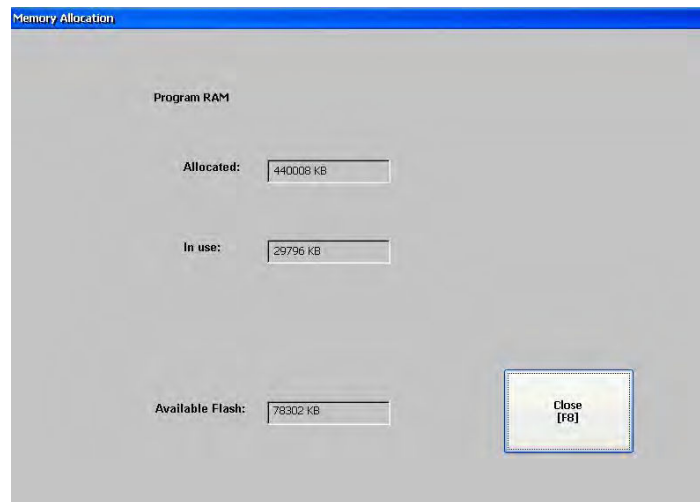 Memory Allocation
Program RAM
Allocated: 440008 KB
In use: 29796 KB
Available Flash: 78302 KB
Close
[F8]